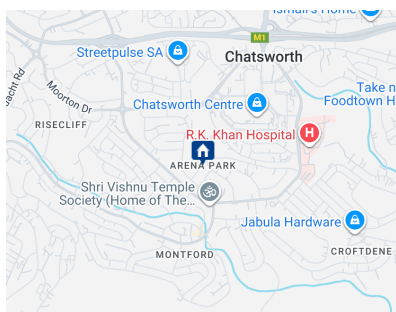 Ismail's Home
M1
Streetpulse SA
Chatsworth
Moorton Dr
Take n
Foodtown H
Chatsworth Centre
RISECLIFF
R.K. Khan Hospital
H
ARENA PARK
Shri Vishnu Temple
Society (Home of The...
Jabula Hardware
CROFTDENE
MONTFORD